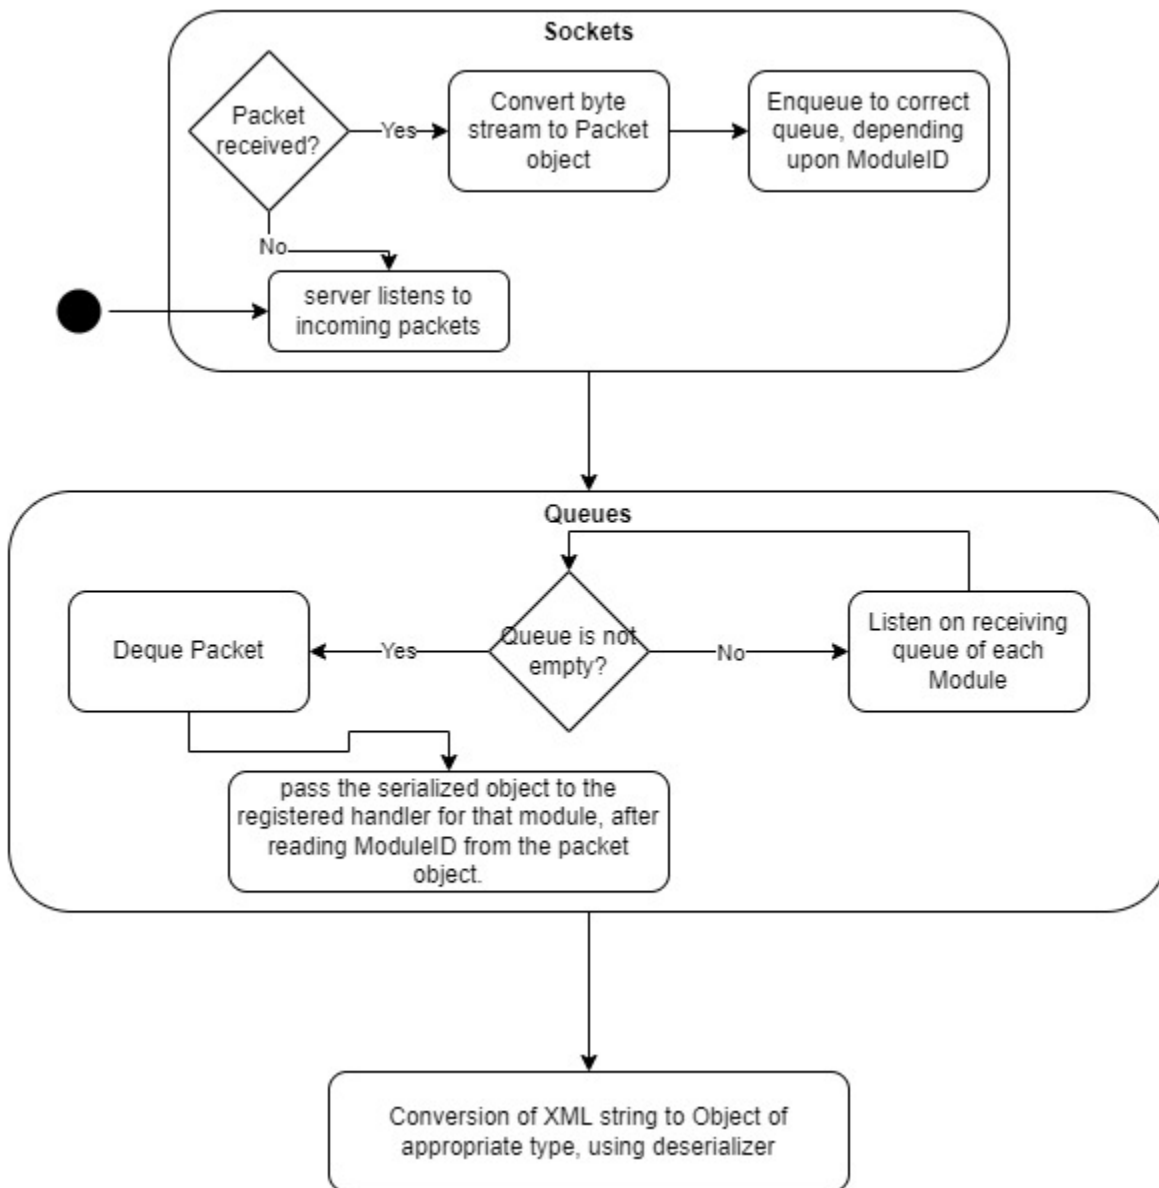 Sockets
Packet
received?
Yes
Convert byte
stream to Packet
object
Enqueue to correct
queue, depending
upon ModuleID
No
server listens to
incoming packets
Queues
Deque Packet
Yes
Queue is not
empty?
No
Listen on receiving
queue of each
Module
pass the serialized object to the
registered handler for that module, after
reading ModuleID from the packet
object.
Conversion of XML string to Object of
appropriate type, using deserializer